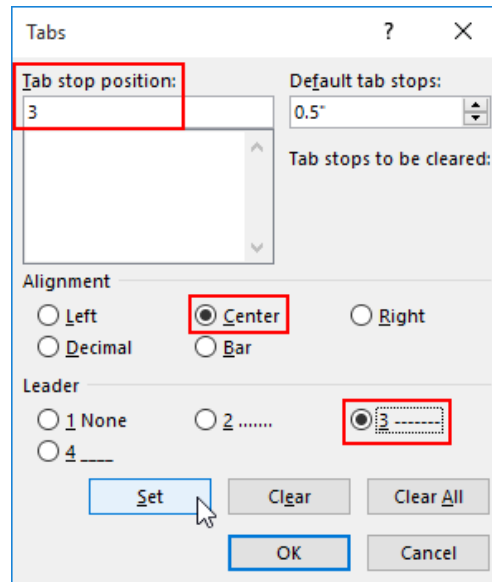 Tabs ?
Tab stop position: Default tab stops:
3 0.5"
Tab stops to be cleared:
Alignment
Left Center Right
Decimal Bar
Leader
1 None 2 ....... 3 -------
4 ____
Set Clear Clear All
OK Cancel